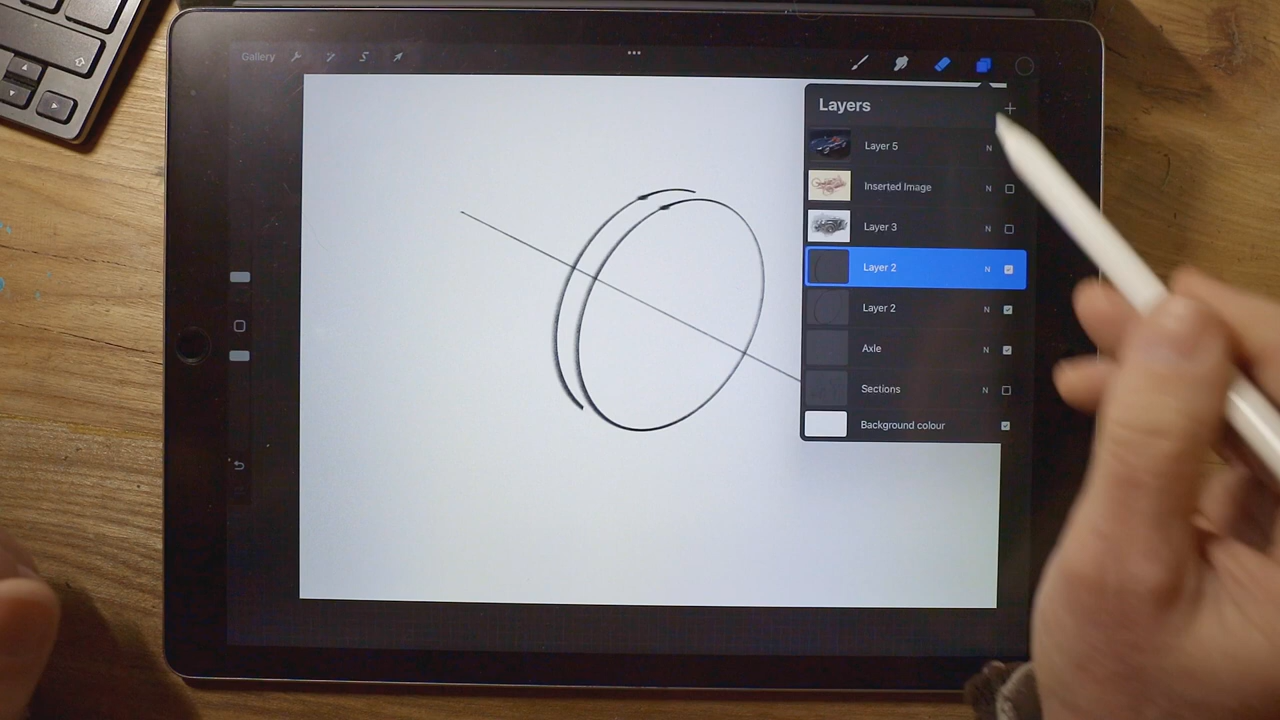 Gallery
Layers
Layer 5 N
Inserted Image N
Layer 3 N
Layer 2 N
Layer 2 N
Axle N
Sections N
Background colour